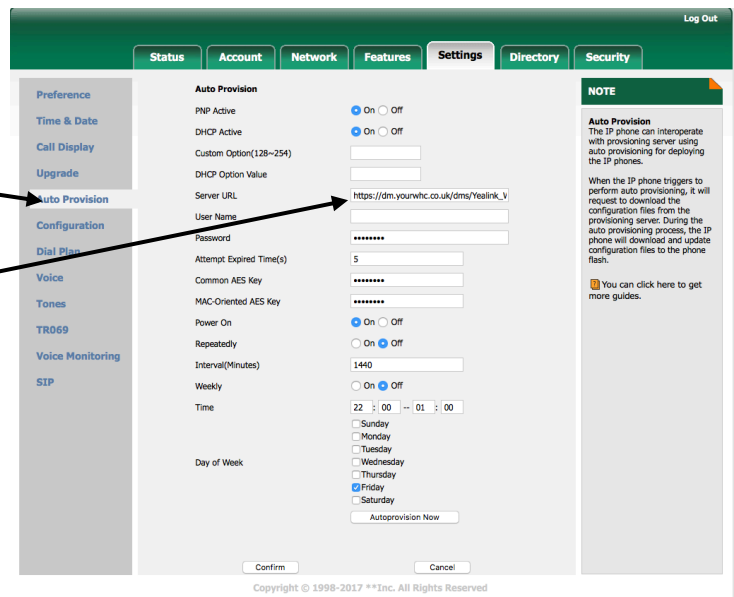 Log Out
Status Account Network Features Settings Directory Security
Preference
Time & Date
Call Display
Upgrade
Auto Provision
Configuration
Dial Plan
Voice
Tones
TR069
Voice Monitoring
SIP
Auto Provision
PNP Active On Off
DHCP Active On Off
Custom Option(128~254)
DHCP Option Value
Server URL https://dm.yourwhc.co.uk/dms/Yealink_V
User Name
Password ••••••••
Attempt Expired Time(s) 5
Common AES Key ••••••••
MAC-Oriented AES Key ••••••••
Power On On Off
Repeatedly On Off
Interval(Minutes) 1440
Weekly On Off
Time 22 : 00 -- 01 : 00
Day of Week
Sunday
Monday
Tuesday
Wednesday
Thursday
Friday
Saturday
Autoprovision Now
Confirm Cancel
NOTE
Auto Provision
The IP phone can interoperate
with provisioning server using
auto provisioning for deploying
the IP phones.
When the IP phone triggers to
perform auto provisioning, it will
request to download the
configuration files from the
provisioning server. During the
auto provisioning process, the IP
phone will download and update
configuration files to the phone
flash.
You can click here to get
more guides.
Copyright © 1998-2017 **Inc. All Rights Reserved